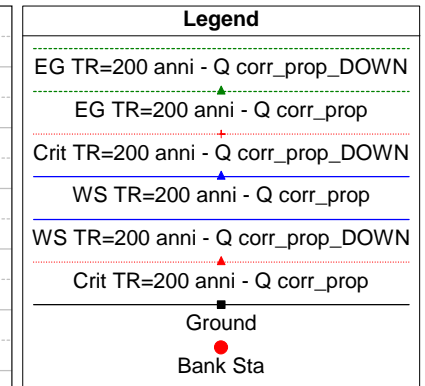 Legend
EG TR=200 anni - Q corr_prop_DOWN
EG TR=200 anni - Q corr_prop
Crit TR=200 anni - Q corr_prop_DOWN
WS TR=200 anni - Q corr_prop
WS TR=200 anni - Q corr_prop_DOWN
Crit TR=200 anni - Q corr_prop
Ground
Bank Sta